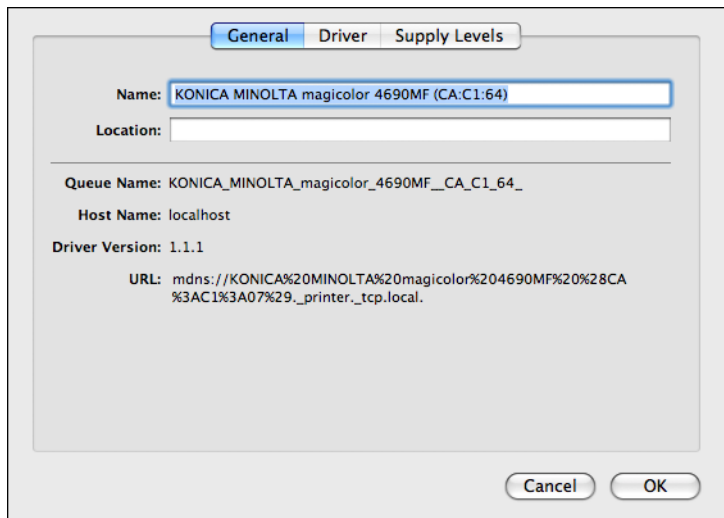 General Driver Supply Levels
Name: KONICA MINOLTA magicolor 4690MF (CA:C1:64)
Location:
Queue Name: KONICA_MINOLTA_magicolor_4690MF__CA_C1_64_
Host Name: localhost
Driver Version: 1.1.1
URL: mdns://KONICA%20MINOLTA%20magicolor%204690MF%20%28CA
%3AC1%3A07%29._printer._tcp.local.
Cancel OK